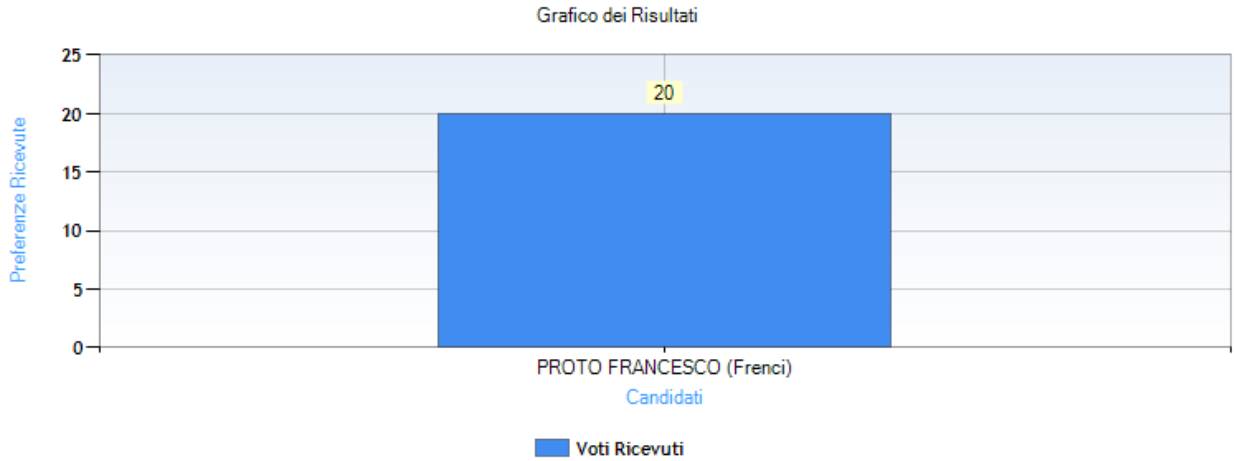 Grafico dei Risultati
Preferenze Ricevute
25
20
15
10
5
0
20
PROTO FRANCESCO (Frenci)
Candidati
Voti Ricevuti